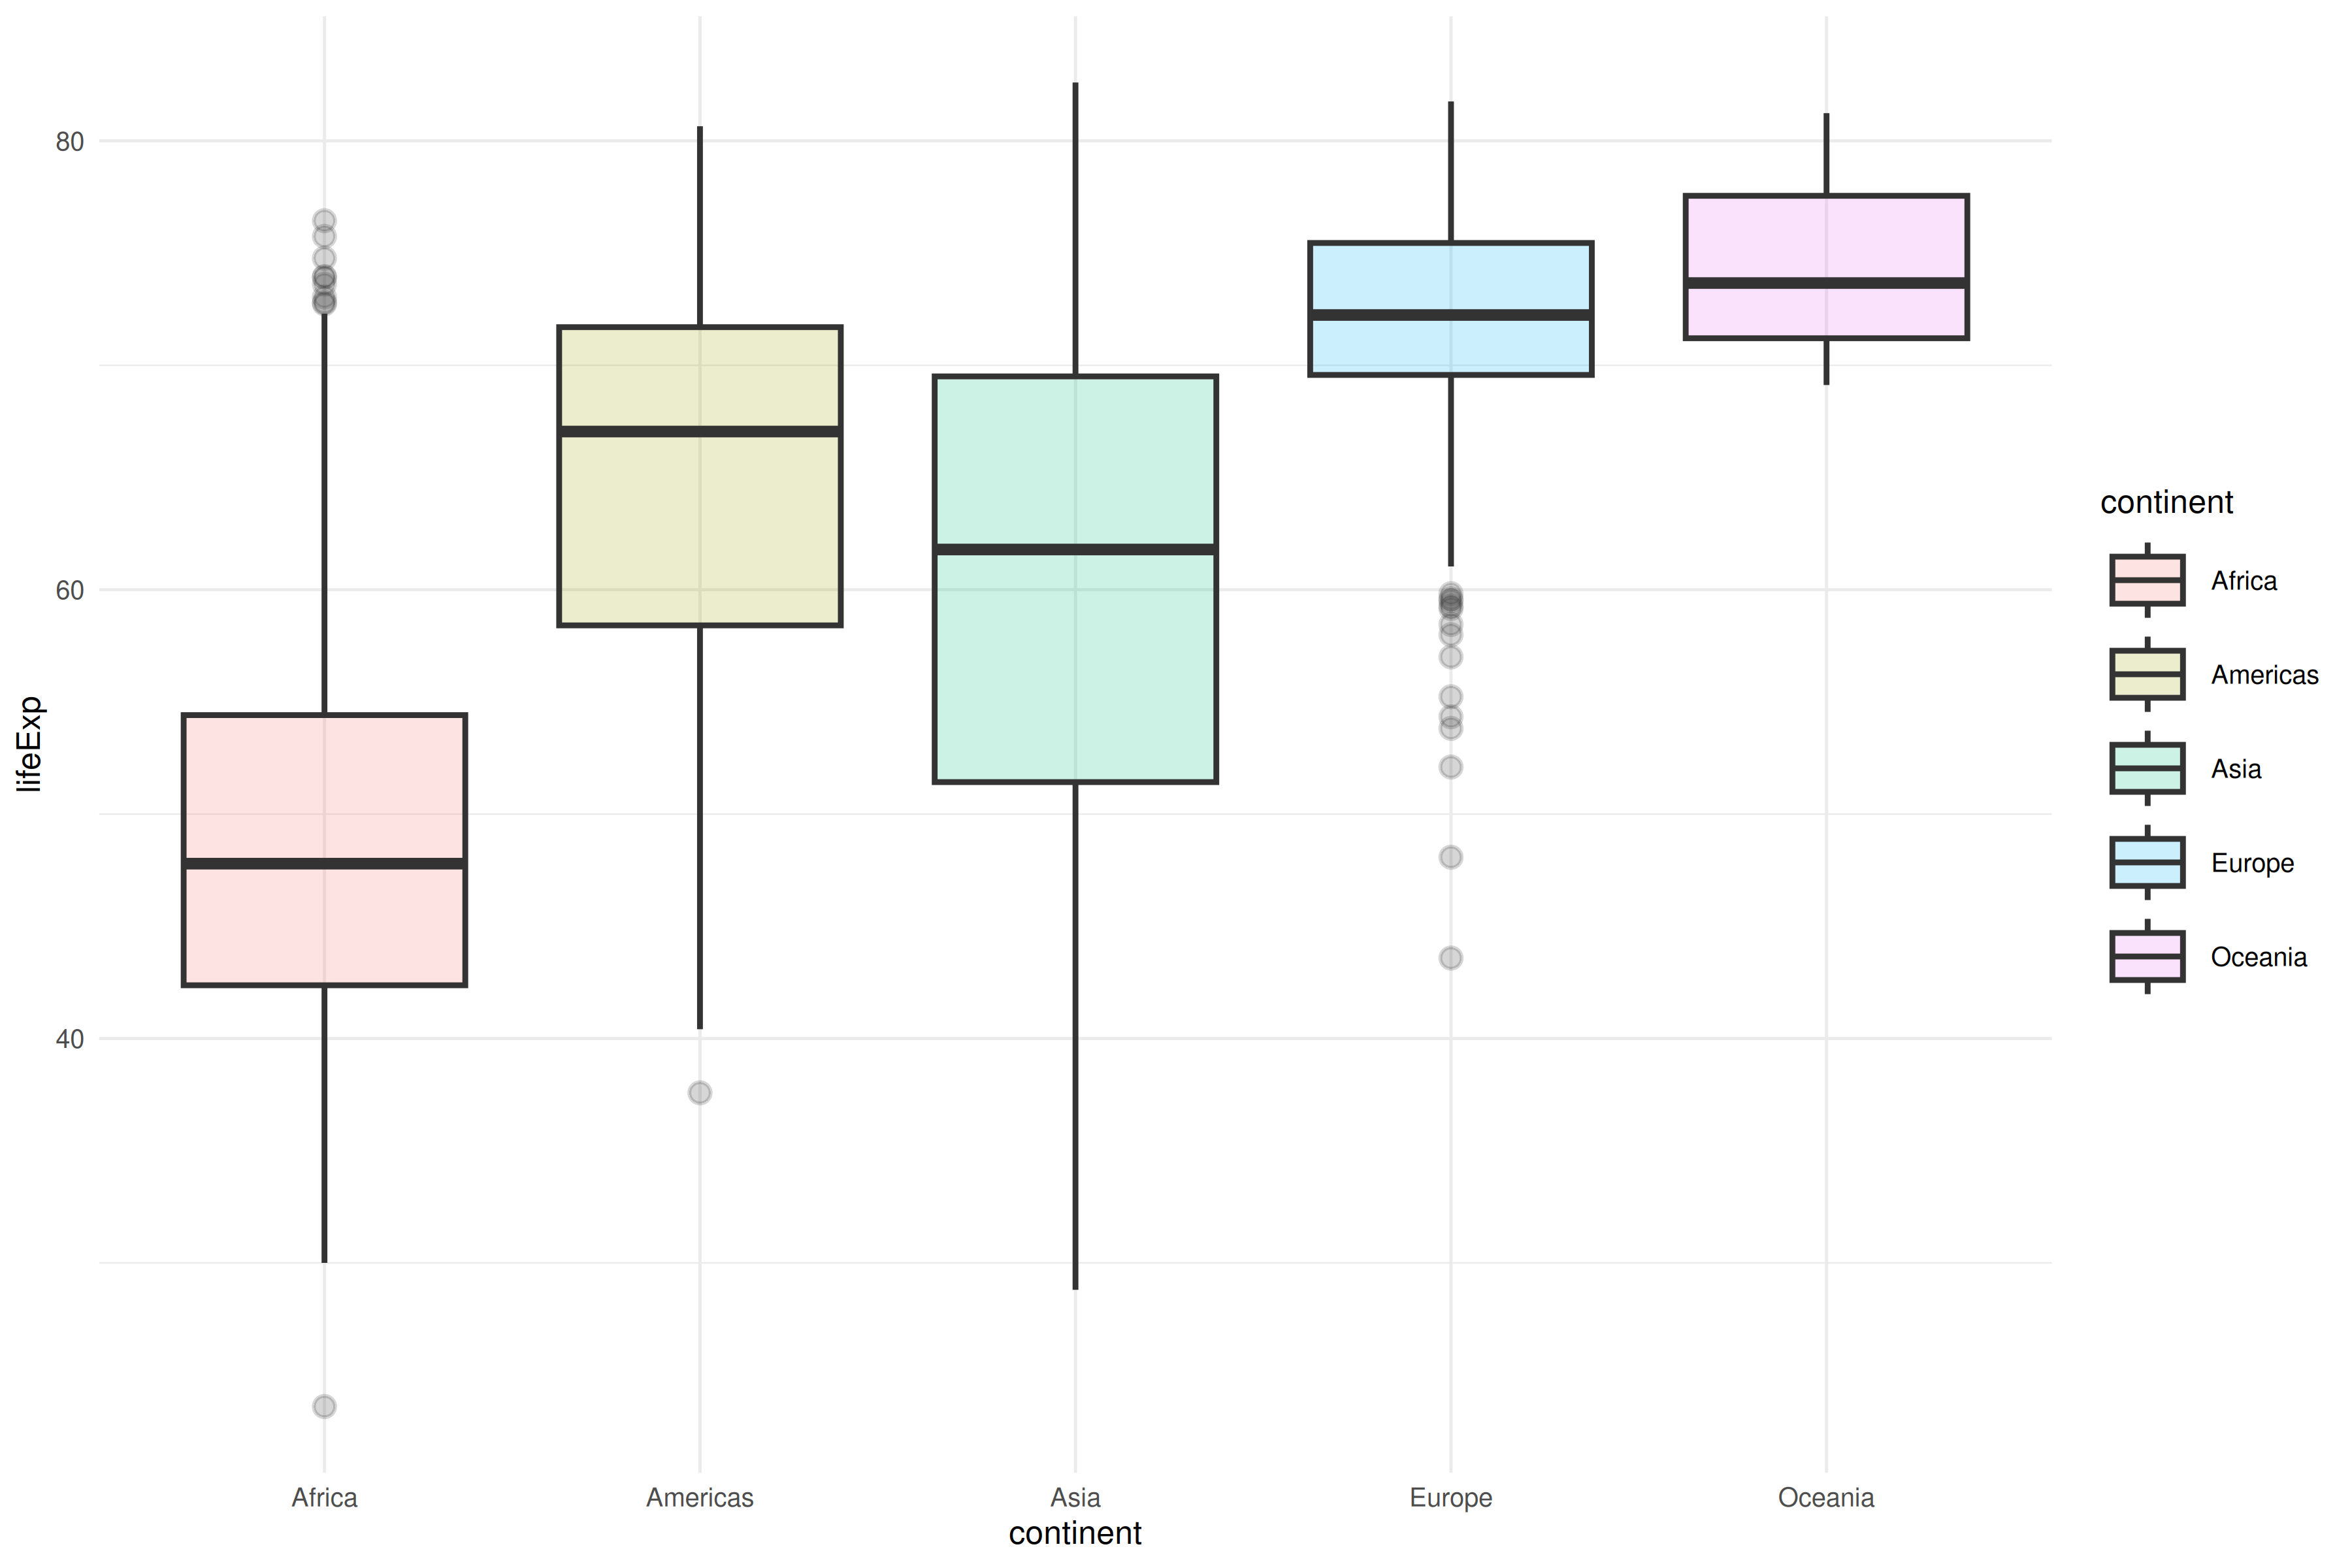 80
60
40
lifeExp
Africa
Americas
Asia
Europe
Oceania
continent
continent
Africa
Americas
Asia
Europe
Oceania